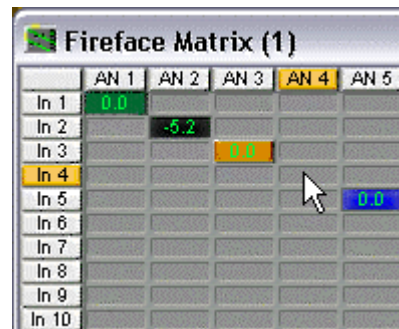 Fireface Matrix (1)
AN 1 AN 2 AN 3 AN 4 AN 5
In 1 0.0
In 2 -5.2
In 3 0.0
In 4
In 5 0.0
In 6
In 7
In 8
In 9
In 10